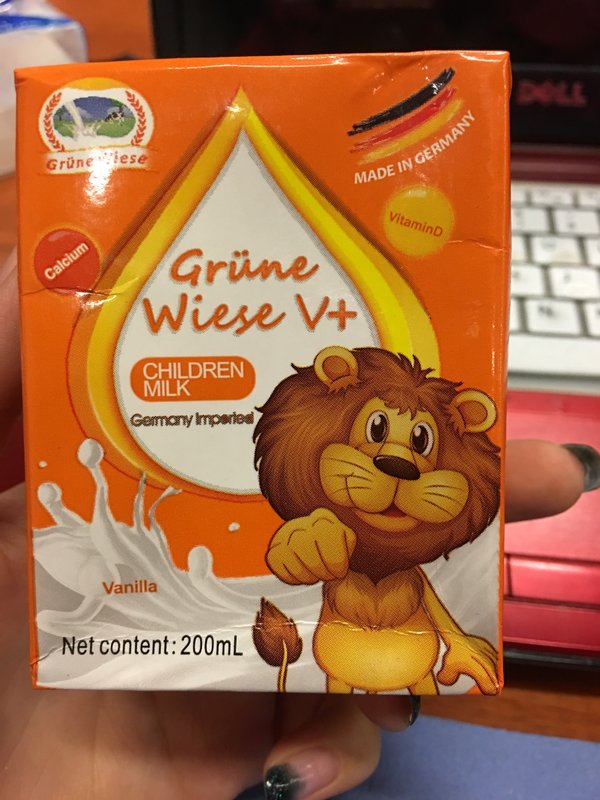 DELL
Grüne Wiese
MADE IN GERMANY
VitaminD
Calcium
Grüne
Wiese V+
CHILDREN
MILK
Germany Imported
Vanilla
Net content: 200mL